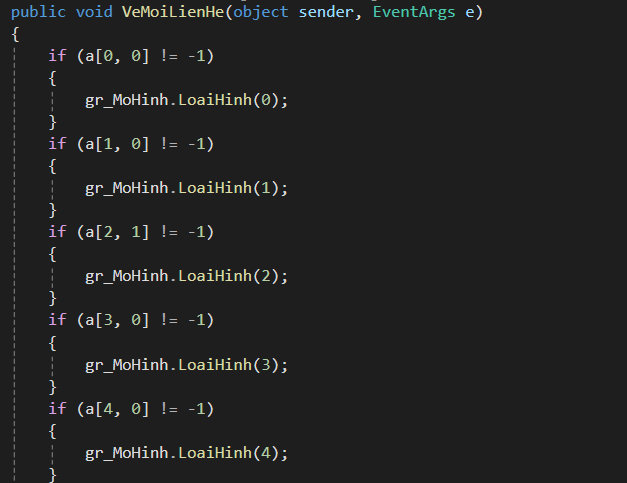 public void VeMoiLienHe(object sender, EventArgs e)
{
if (a[0, 0] != -1)
{
gr_MoHinh.LoaiHinh(0);
}
if (a[1, 0] != -1)
{
gr_MoHinh.LoaiHinh(1);
}
if (a[2, 1] != -1)
{
gr_MoHinh.LoaiHinh(2);
}
if (a[3, 0] != -1)
{
gr_MoHinh.LoaiHinh(3);
}
if (a[4, 0] != -1)
{
gr_MoHinh.LoaiHinh(4);
}